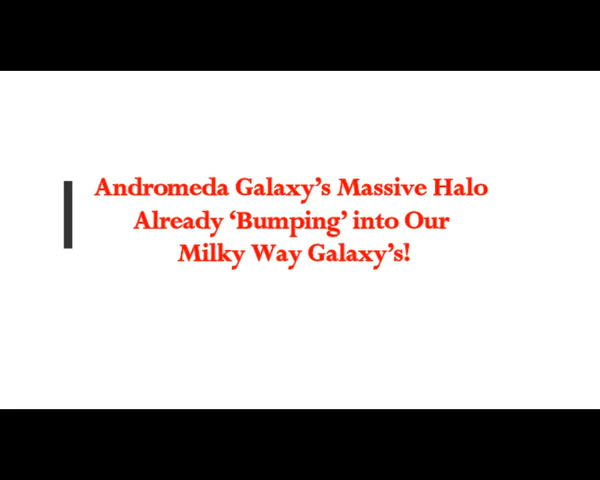 Andromeda Galaxy’s Massive Halo
Already ‘Bumping’ into Our
Milky Way Galaxy’s!